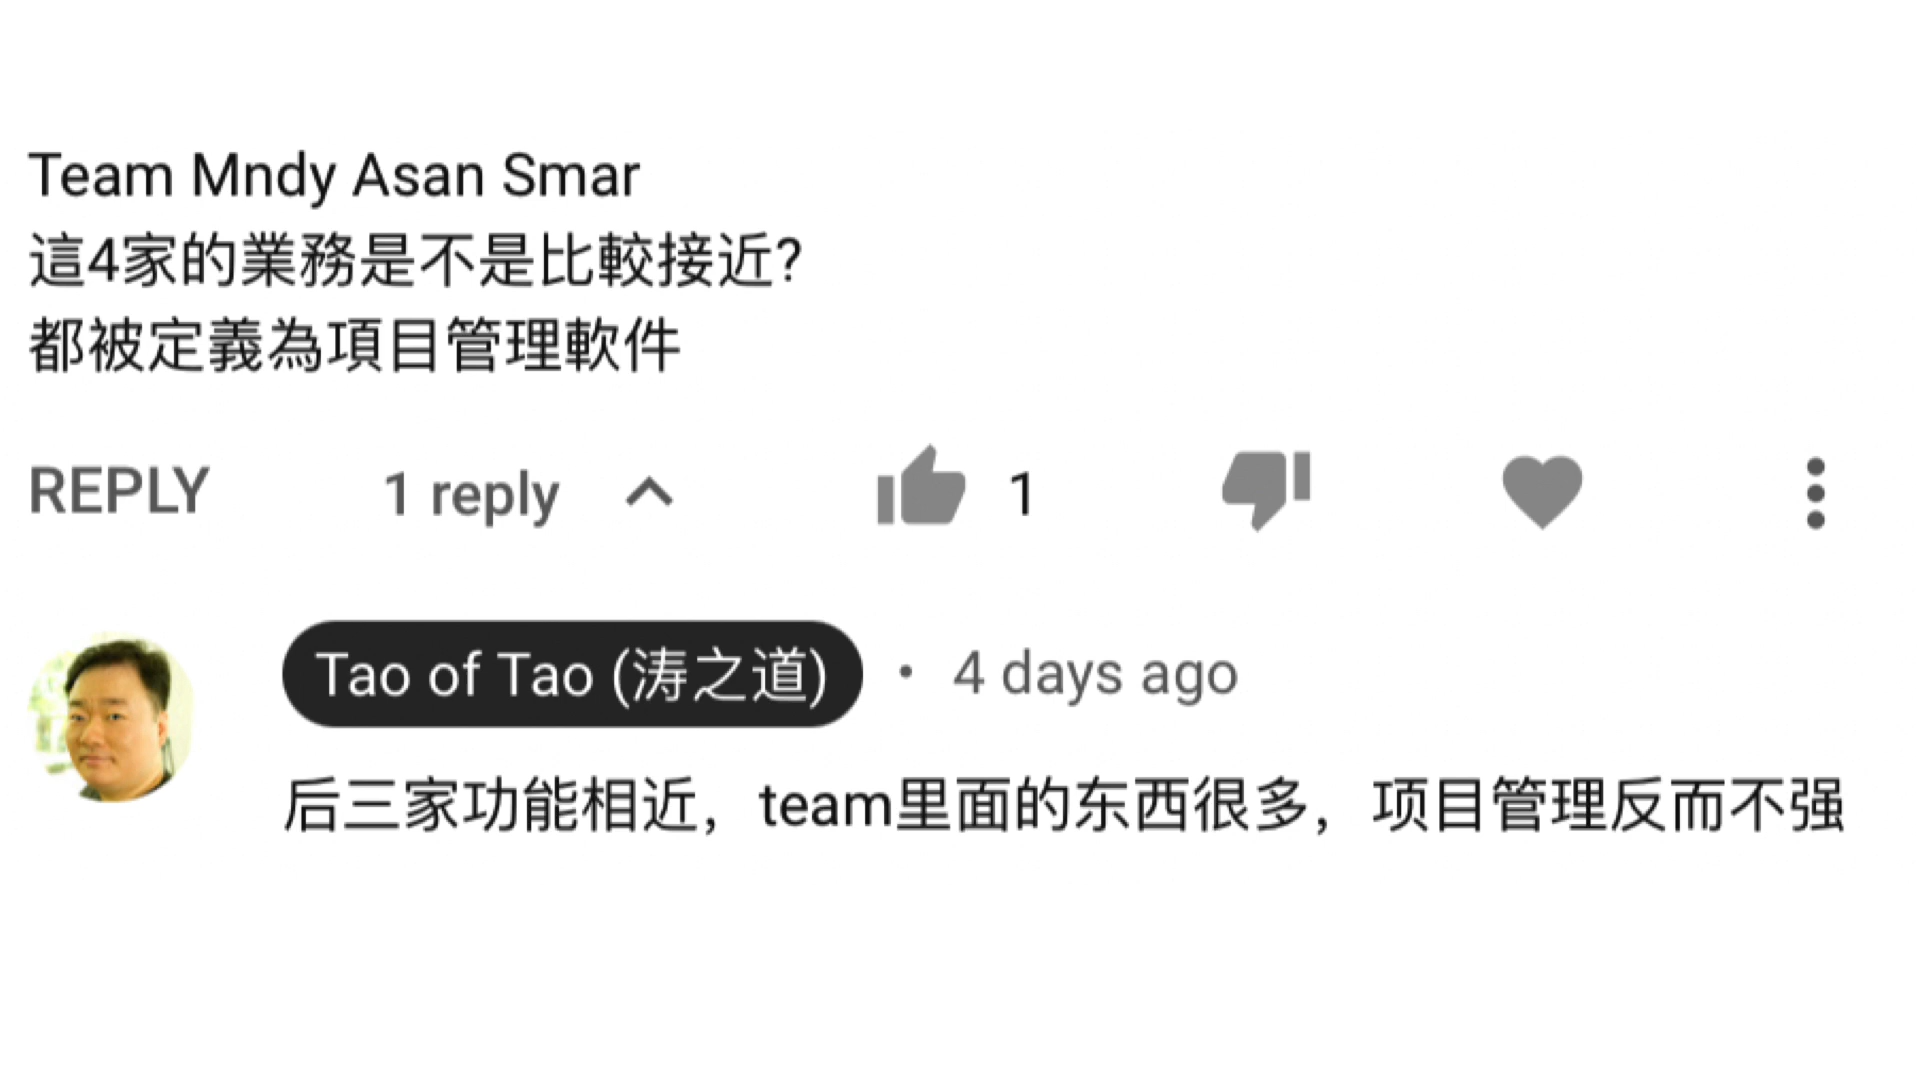 Team Mndy Asan Smar
這4家的業務是不是比較接近?
都被定義為項目管理軟件
REPLY 1 reply 1
Tao of Tao (涛之道) • 4 days ago
后三家功能相近，team里面的东西很多，项目管理反而不强